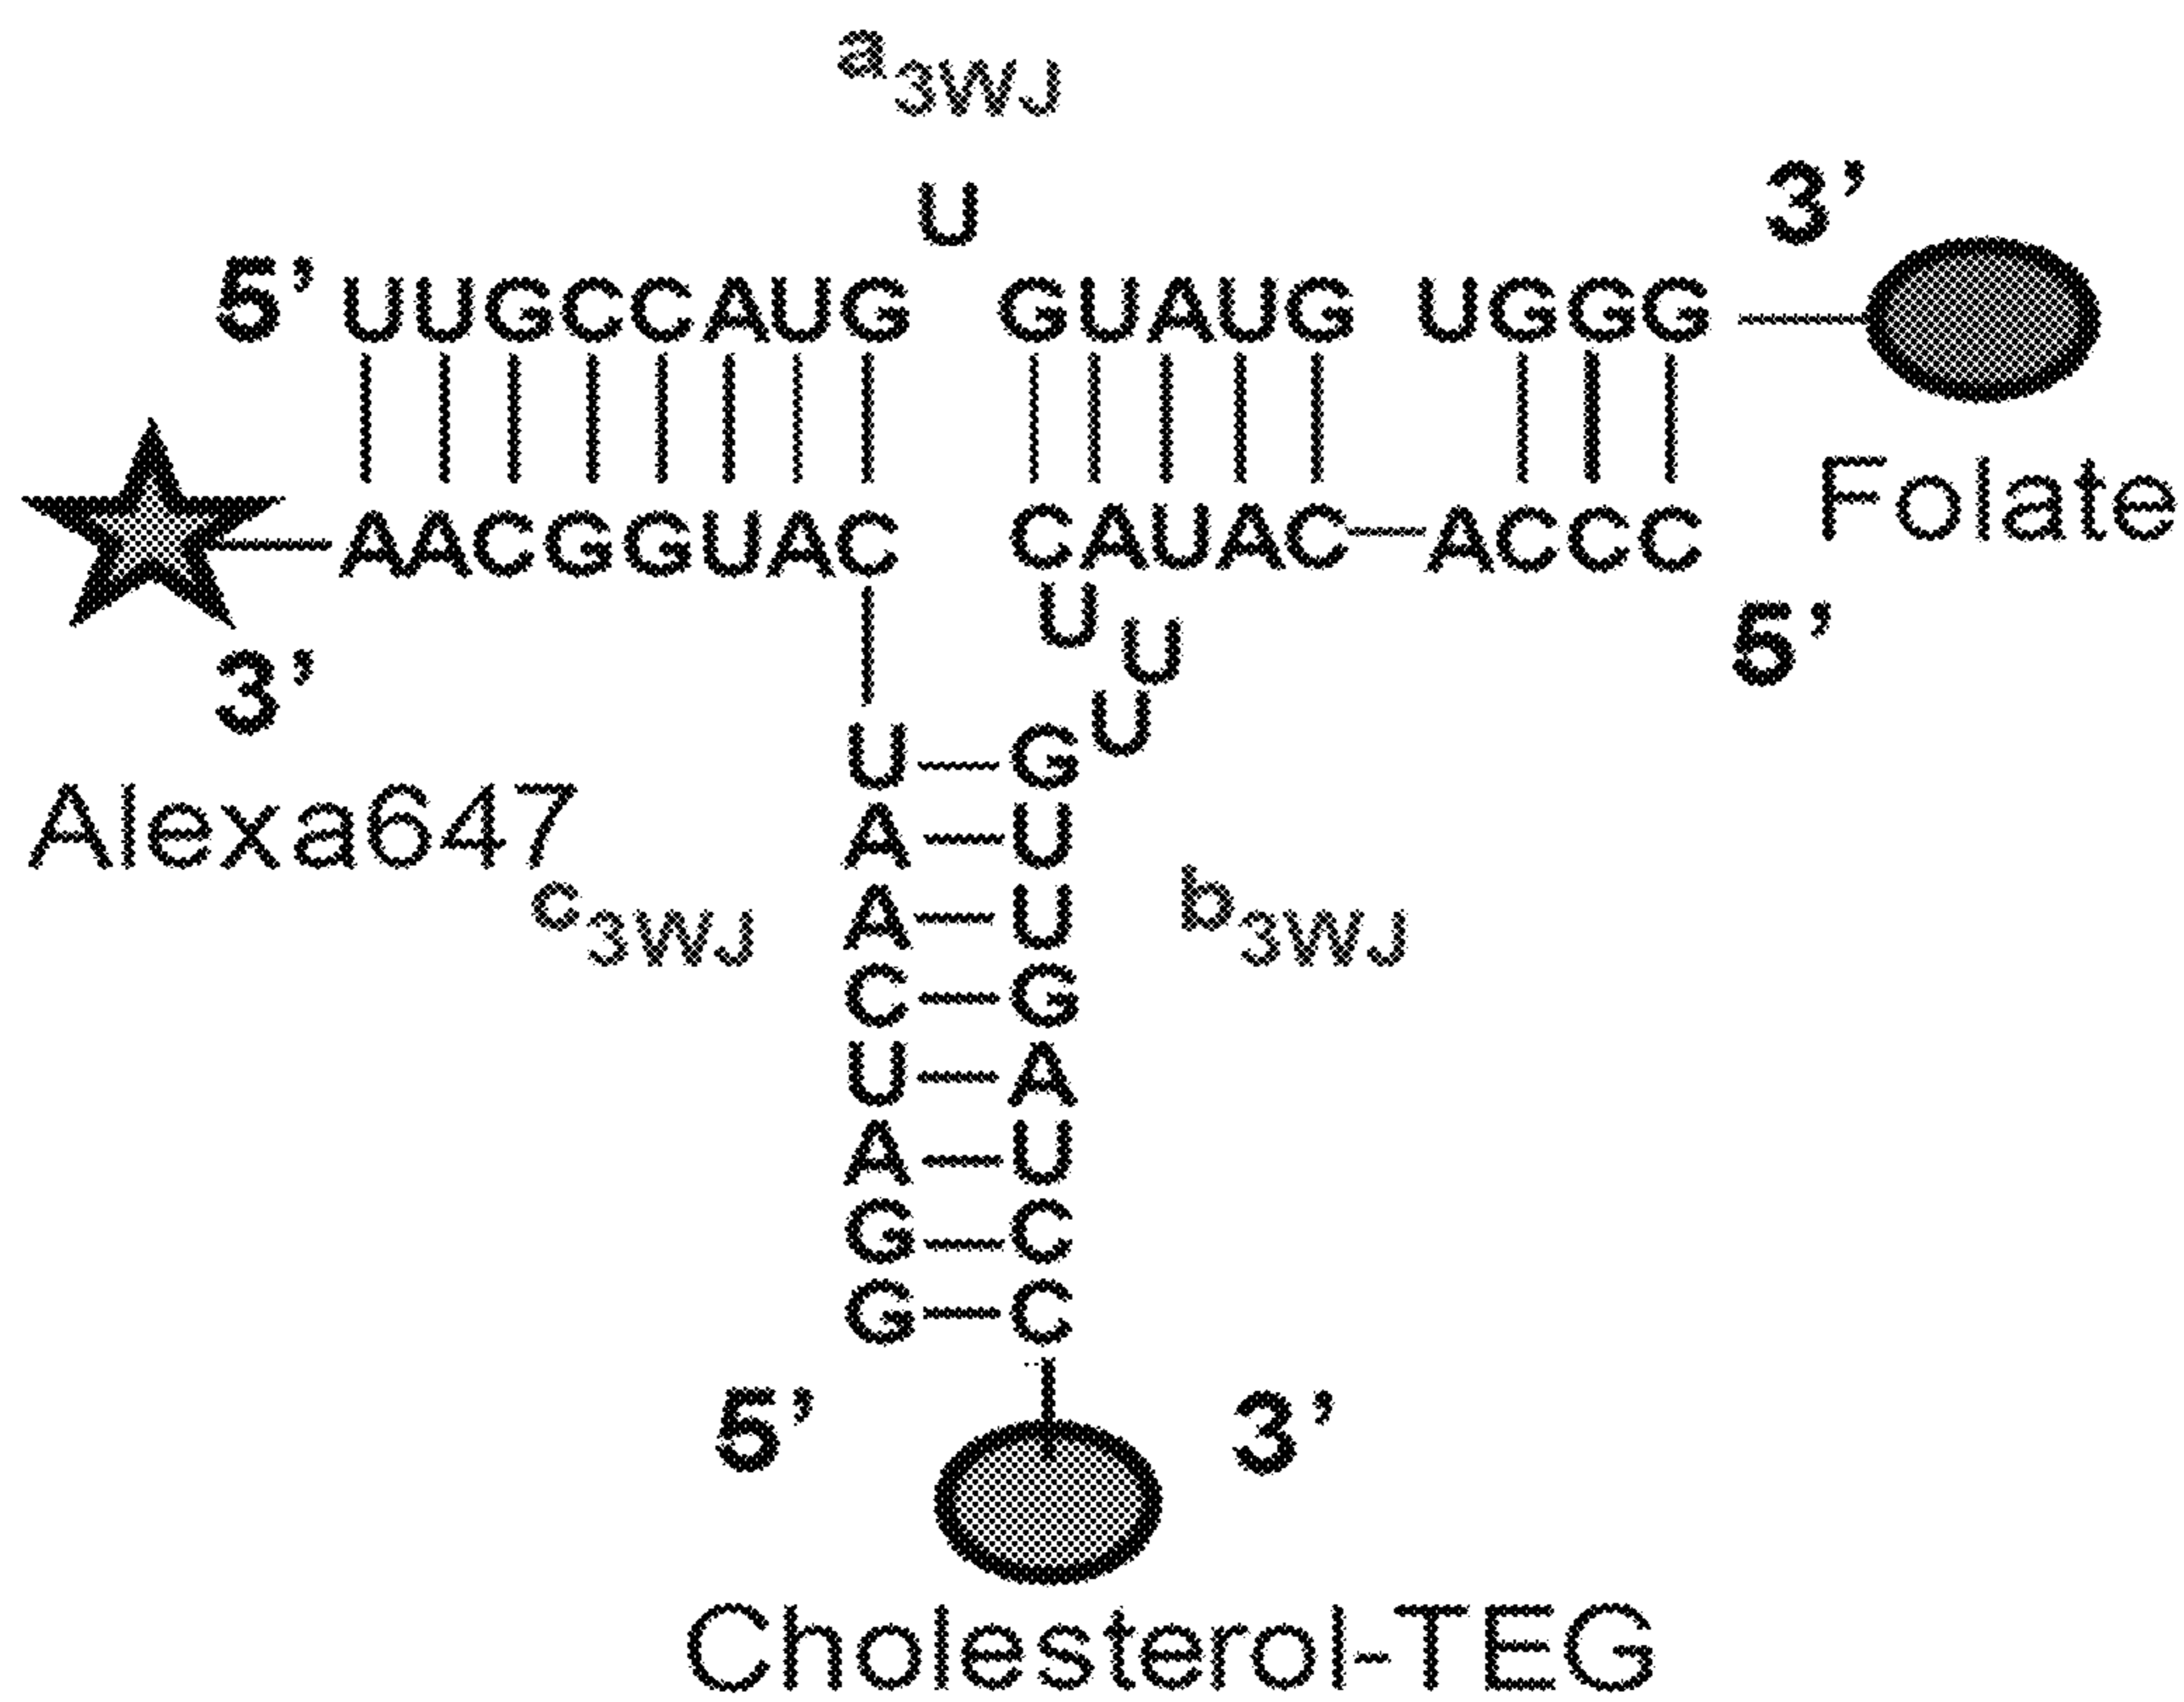 a3WJ
U
3’
5’ UUGCCAUG GUAUG UGGG
Folate
AACGGUAC CAUAC—ACCC
U
U
5’
3’
U
U—G
Alexa647
A—U
c3WJ
b3WJ
A—U
C—G
U—A
A—U
G—C
G—C
5’
3’
Cholesterol-TEG